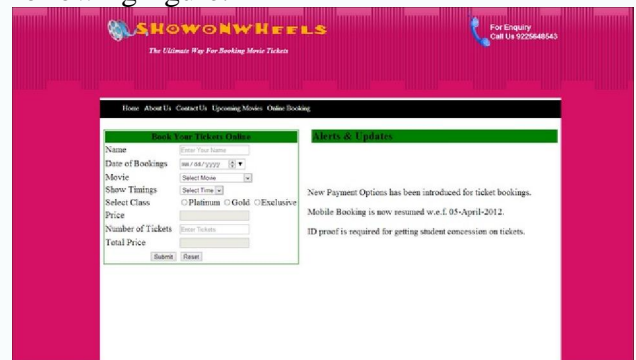 SHOWONWHEELS
The Ultimate Way For Booking Movie Tickets
For Enquiry
Call Us 9225648543
Home About Us Contact Us Upcoming Movies Online Booking
Book Your Tickets Online
Name Enter Your Name
Date of Bookings mm/dd/yyyy
Movie Select Movie
Show Timings Select Time
Select Class Platinum Gold Exclusive
Price
Number of Tickets Enter Tickets
Total Price
Submit Reset
Alerts & Updates
New Payment Options has been introduced for ticket bookings.
Mobile Booking is now resumed w.e.f. 05-April-2012.
ID proof is required for getting student concession on tickets.